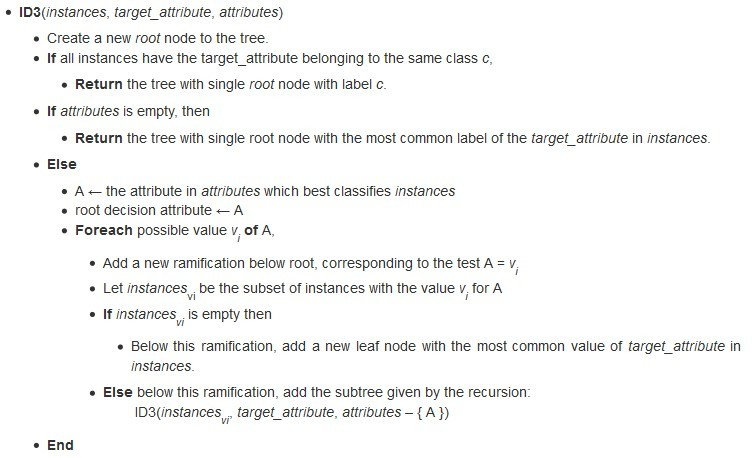 • ID3(instances, target_attribute, attributes)
• Create a new root node to the tree.
• If all instances have the target_attribute belonging to the same class c,
• Return the tree with single root node with label c.
• If attributes is empty, then
• Return the tree with single root node with the most common label of the target_attribute in instances.
• Else
• A ← the attribute in attributes which best classifies instances
• root decision attribute ← A
• Foreach possible value vi of A,
• Add a new ramification below root, corresponding to the test A = vi
• Let instancesvi be the subset of instances with the value vi for A
• If instancesvi is empty then
• Below this ramification, add a new leaf node with the most common value of target_attribute in
instances.
• Else below this ramification, add the subtree given by the recursion:
ID3(instancesvi, target_attribute, attributes – { A })
• End